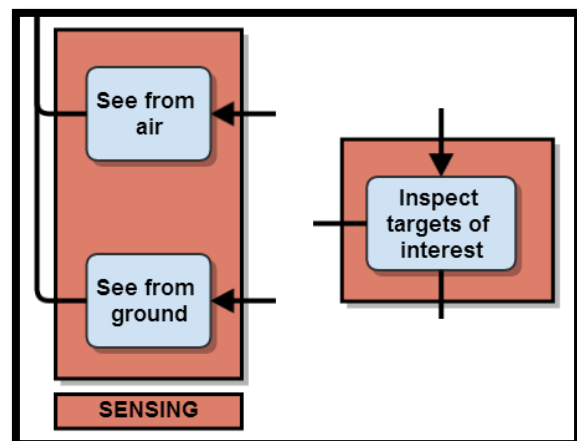 See from
air
Inspect
targets of
interest
See from
ground
SENSING